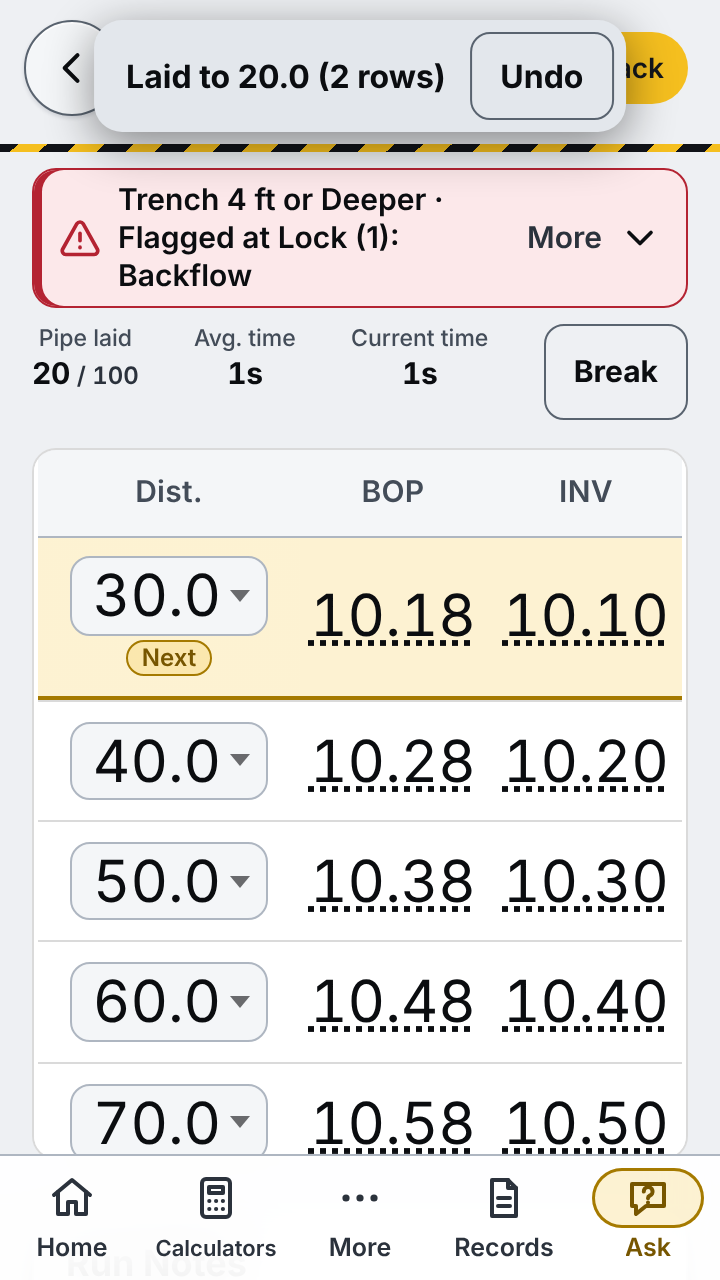 Laid to 20.0 (2 rows)
Undo
ack
Trench 4 ft or Deeper ·
Flagged at Lock (1):
Backflow
More
Pipe laid
20 / 100
Avg. time
1s
Current time
1s
Break
Dist. BOP INV
30.0 10.18 10.10
Next
40.0 10.28 10.20
50.0 10.38 10.30
60.0 10.48 10.40
70.0 10.58 10.50
Run Notes
Home
Calculators
More
Records
Ask